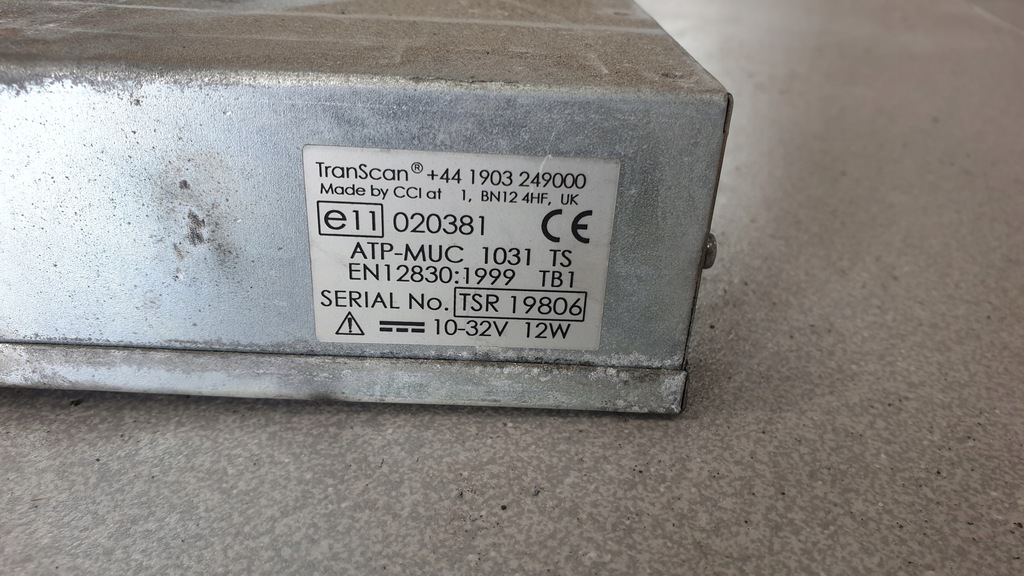 TranScan® +44 1903 249000
Made by CCI at 1, BN12 4HF, UK
e11 020381 CE
ATP-MUC 1031 TS
EN12830:1999 TB1
SERIAL No. TSR 19806
10-32V 12W